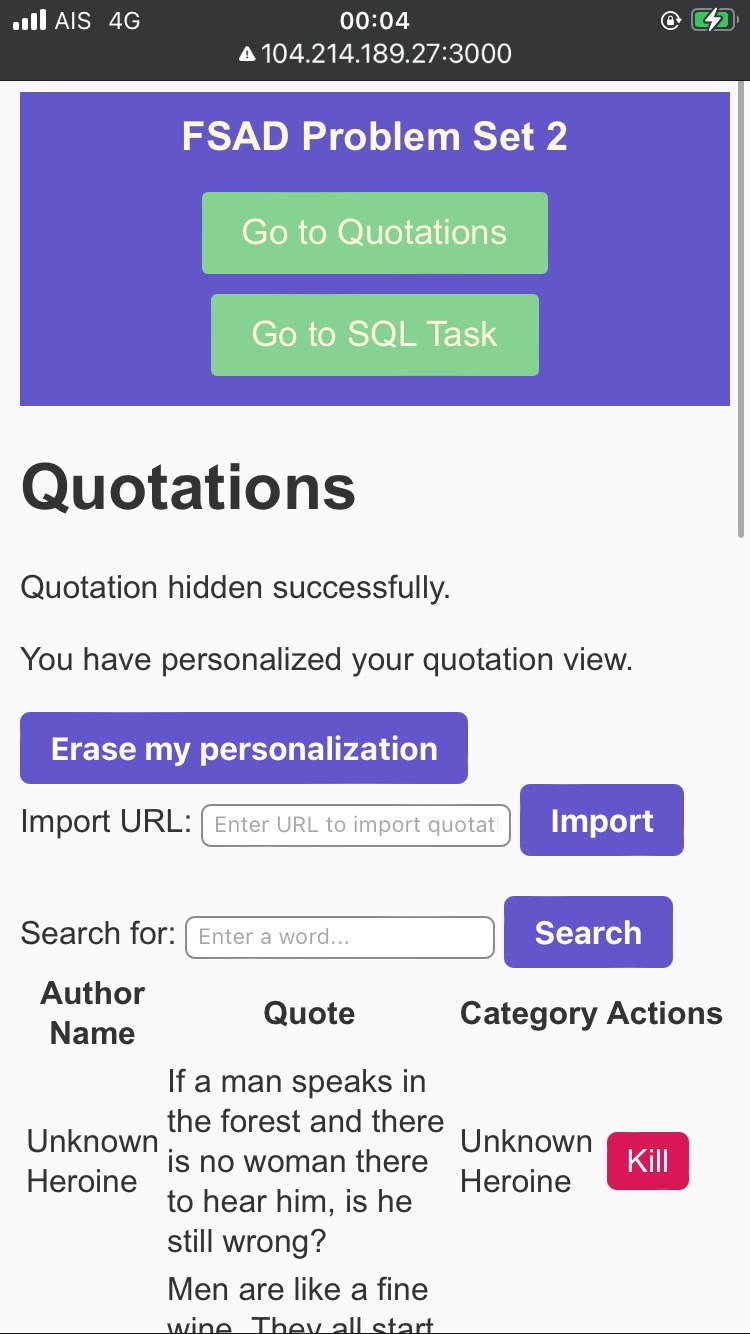 AIS 4G 00:04
104.214.189.27:3000
FSAD Problem Set 2
Go to Quotations
Go to SQL Task
Quotations
Quotation hidden successfully.
You have personalized your quotation view.
Erase my personalization
Import URL: Enter URL to import quotat Import
Search for: Enter a word... Search
Author Name Quote Category Actions
Unknown Heroine
If a man speaks in
the forest and there
is no woman there
to hear him, is he
still wrong?
Unknown Heroine
Kill
Men are like a fine
wine. They all start